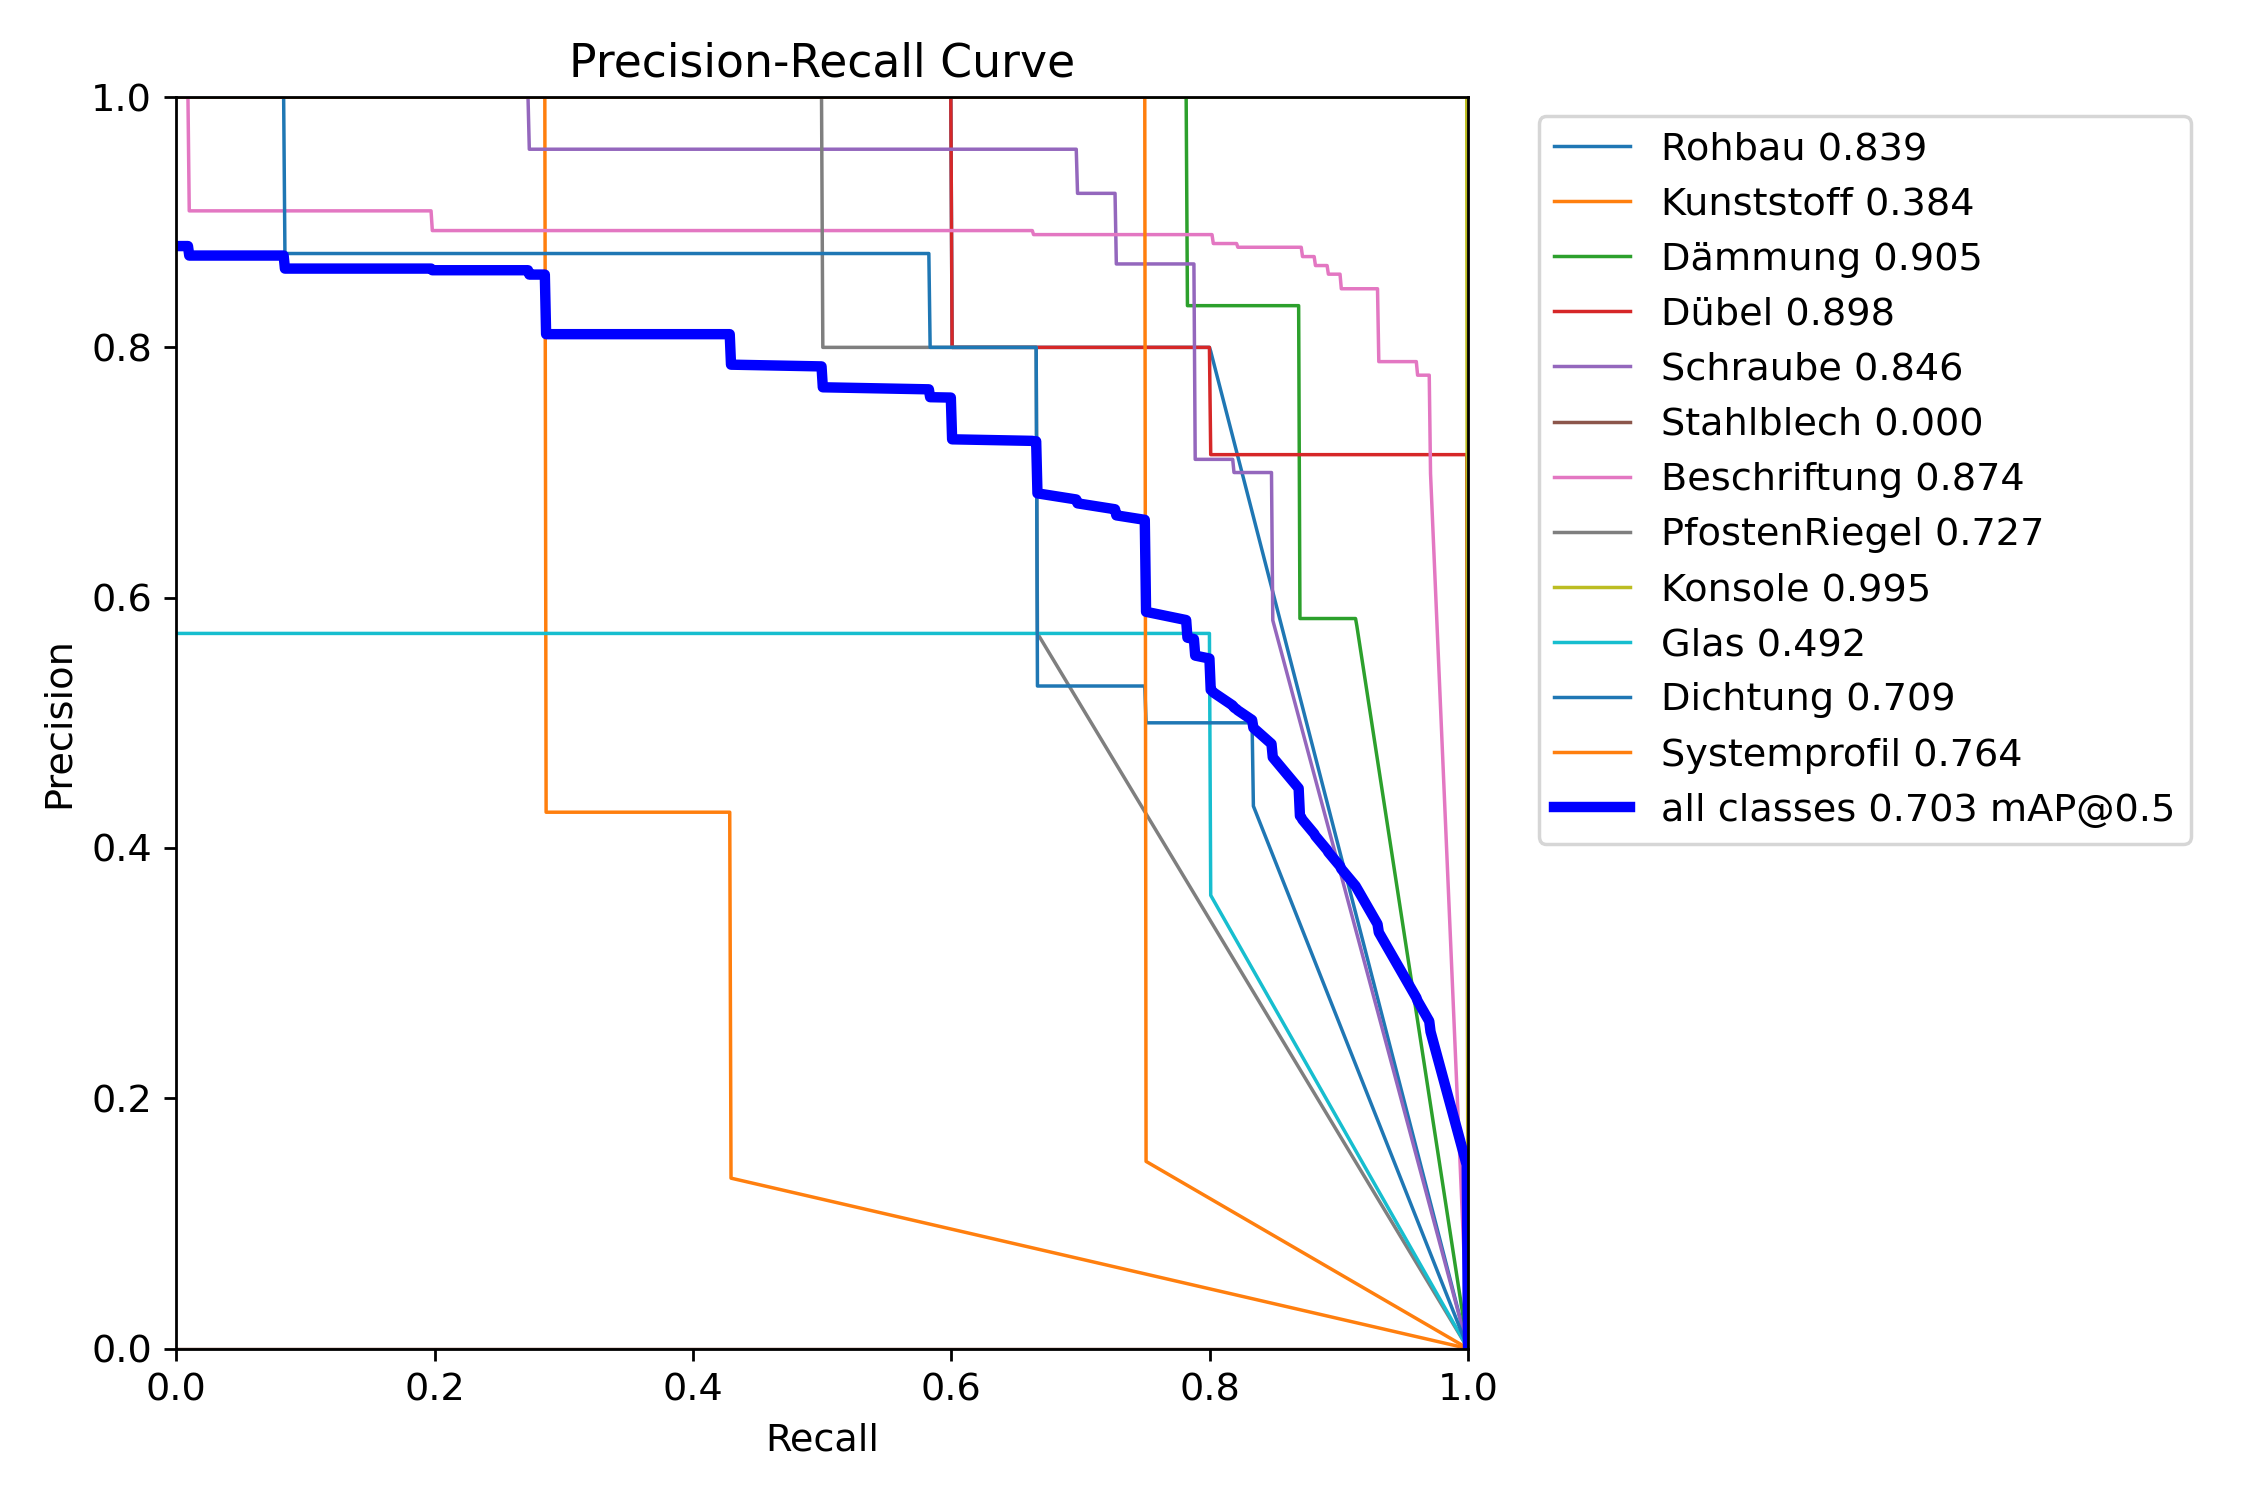 Precision-Recall Curve
1.0
0.8
0.6
0.4
0.2
0.0
Precision
0.0 0.2 0.4 0.6 0.8 1.0
Recall
Rohbau 0.839
Kunststoff 0.384
Dämmung 0.905
Dübel 0.898
Schraube 0.846
Stahlblech 0.000
Beschriftung 0.874
PfostenRiegel 0.727
Konsole 0.995
Glas 0.492
Dichtung 0.709
Systemprofil 0.764
all classes 0.703 mAP@0.5